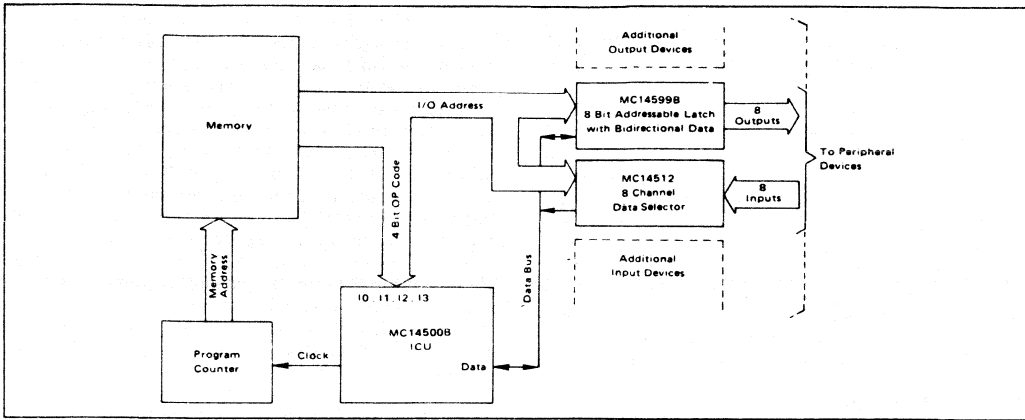 Additional
Output Devices
Memory
I/O Address
MC14599B
8 Bit Addressable Latch
with Bidirectional Data
8
Outputs
To Peripheral
Devices
MC14512
8 Channel
Data Selector
8
Inputs
4 Bit OP Code
Memory
Address
Data Bus
Additional
Input Devices
I0, I1, I2, I3
MC14500B
ICU
Program
Counter
Clock
Data